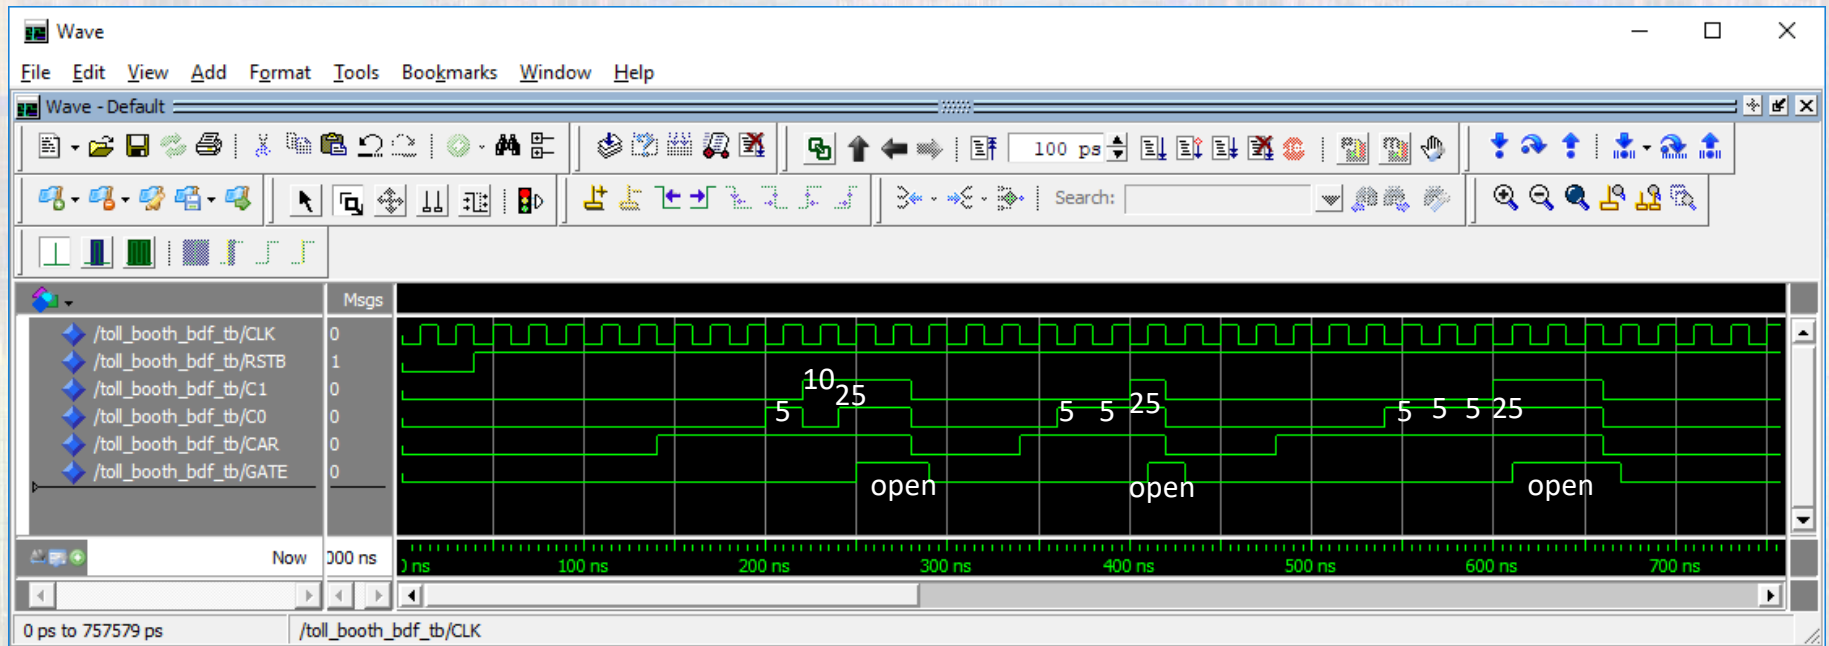 Wave
File Edit View Add Format Tools Bookmarks Window Help
Wave - Default
100 ps
Search:
Msgs
/toll_booth_bdf_tb/CLK 0
/toll_booth_bdf_tb/RSTB 1
/toll_booth_bdf_tb/C1 0
/toll_booth_bdf_tb/C0 0
/toll_booth_bdf_tb/CAR 0
/toll_booth_bdf_tb/GATE 0
10
5 25 5 5 25 5 5 5 25
open open open
Now 000 ns
0 ns 100 ns 200 ns 300 ns 400 ns 500 ns 600 ns 700 ns
0 ps to 757579 ps /toll_booth_bdf_tb/CLK